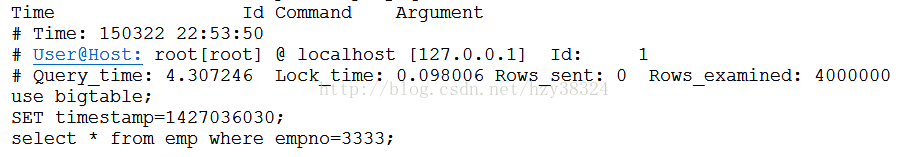 Time                 Id Command    Argument
# Time: 150322 22:53:50
# User@Host: root[root] @ localhost [127.0.0.1]  Id:     1
# Query_time: 4.307246  Lock_time: 0.098006 Rows_sent: 0  Rows_examined: 4000000
use bigtable;
http://blog.csdn.net/hzy38324
SET timestamp=1427036030;
select * from emp where empno=3333;